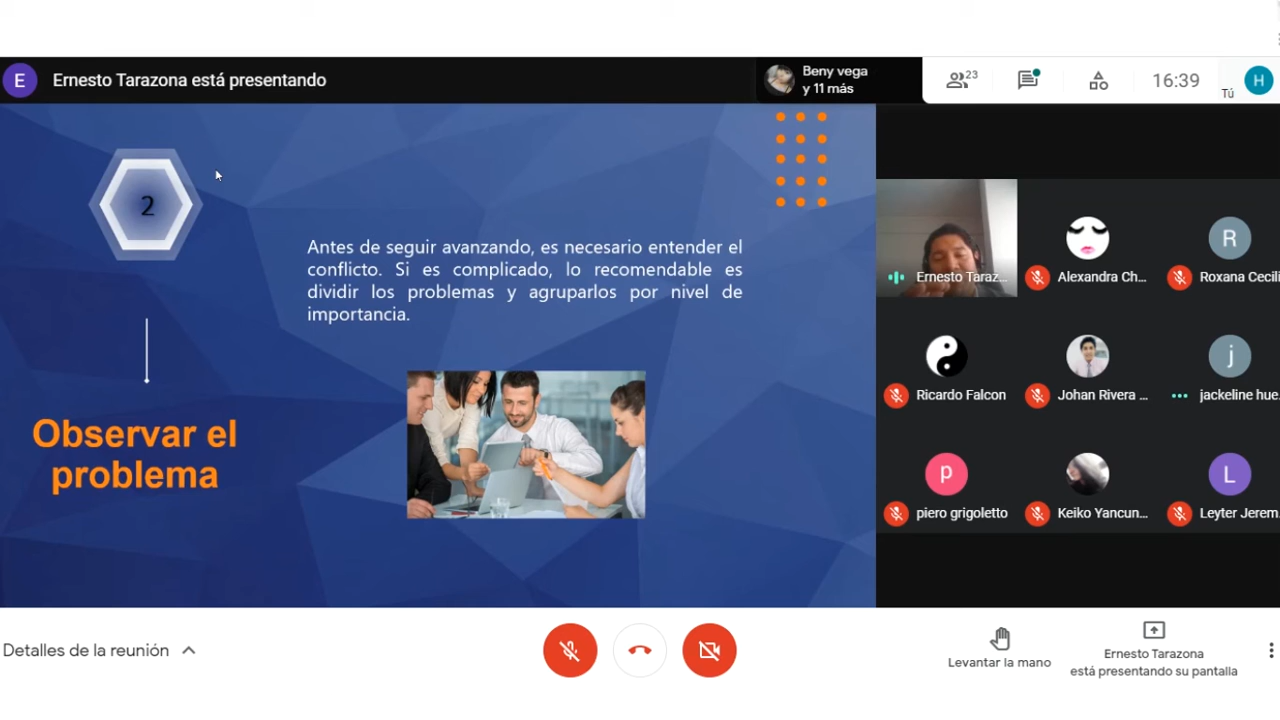 E
Ernesto Tarazona está presentando
Beny vega
y 11 más
23
16:39
Tú
H
2
Antes de seguir avanzando, es necesario entender el
conflicto. Si es complicado, lo recomendable es
dividir los problemas y agruparlos por nivel de
importancia.
Observar el
problema
Ernesto Taraz...
Alexandra Ch...
R
Roxana Cecili
Ricardo Falcon
Johan Rivera ...
j
jackeline hue.
p
piero grigoletto
Keiko Yancun...
L
Leyter Jerem.
Detalles de la reunión
Levantar la mano
Ernesto Tarazona
está presentando su pantalla